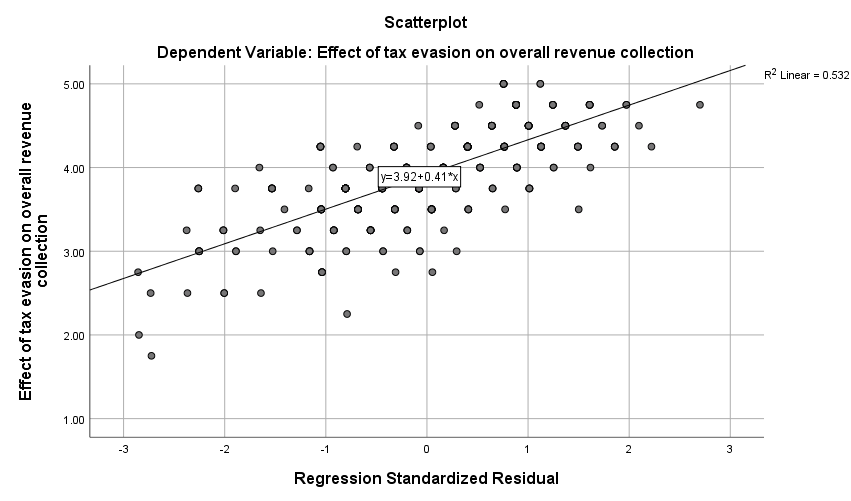 Scatterplot
Dependent Variable: Effect of tax evasion on overall revenue collection
R2 Linear = 0.532
5.00
4.00
3.00
2.00
1.00
y=3.92+0.41*x
Effect of tax evasion on overall revenue
collection
-3
-2
-1
0
1
2
3
Regression Standardized Residual